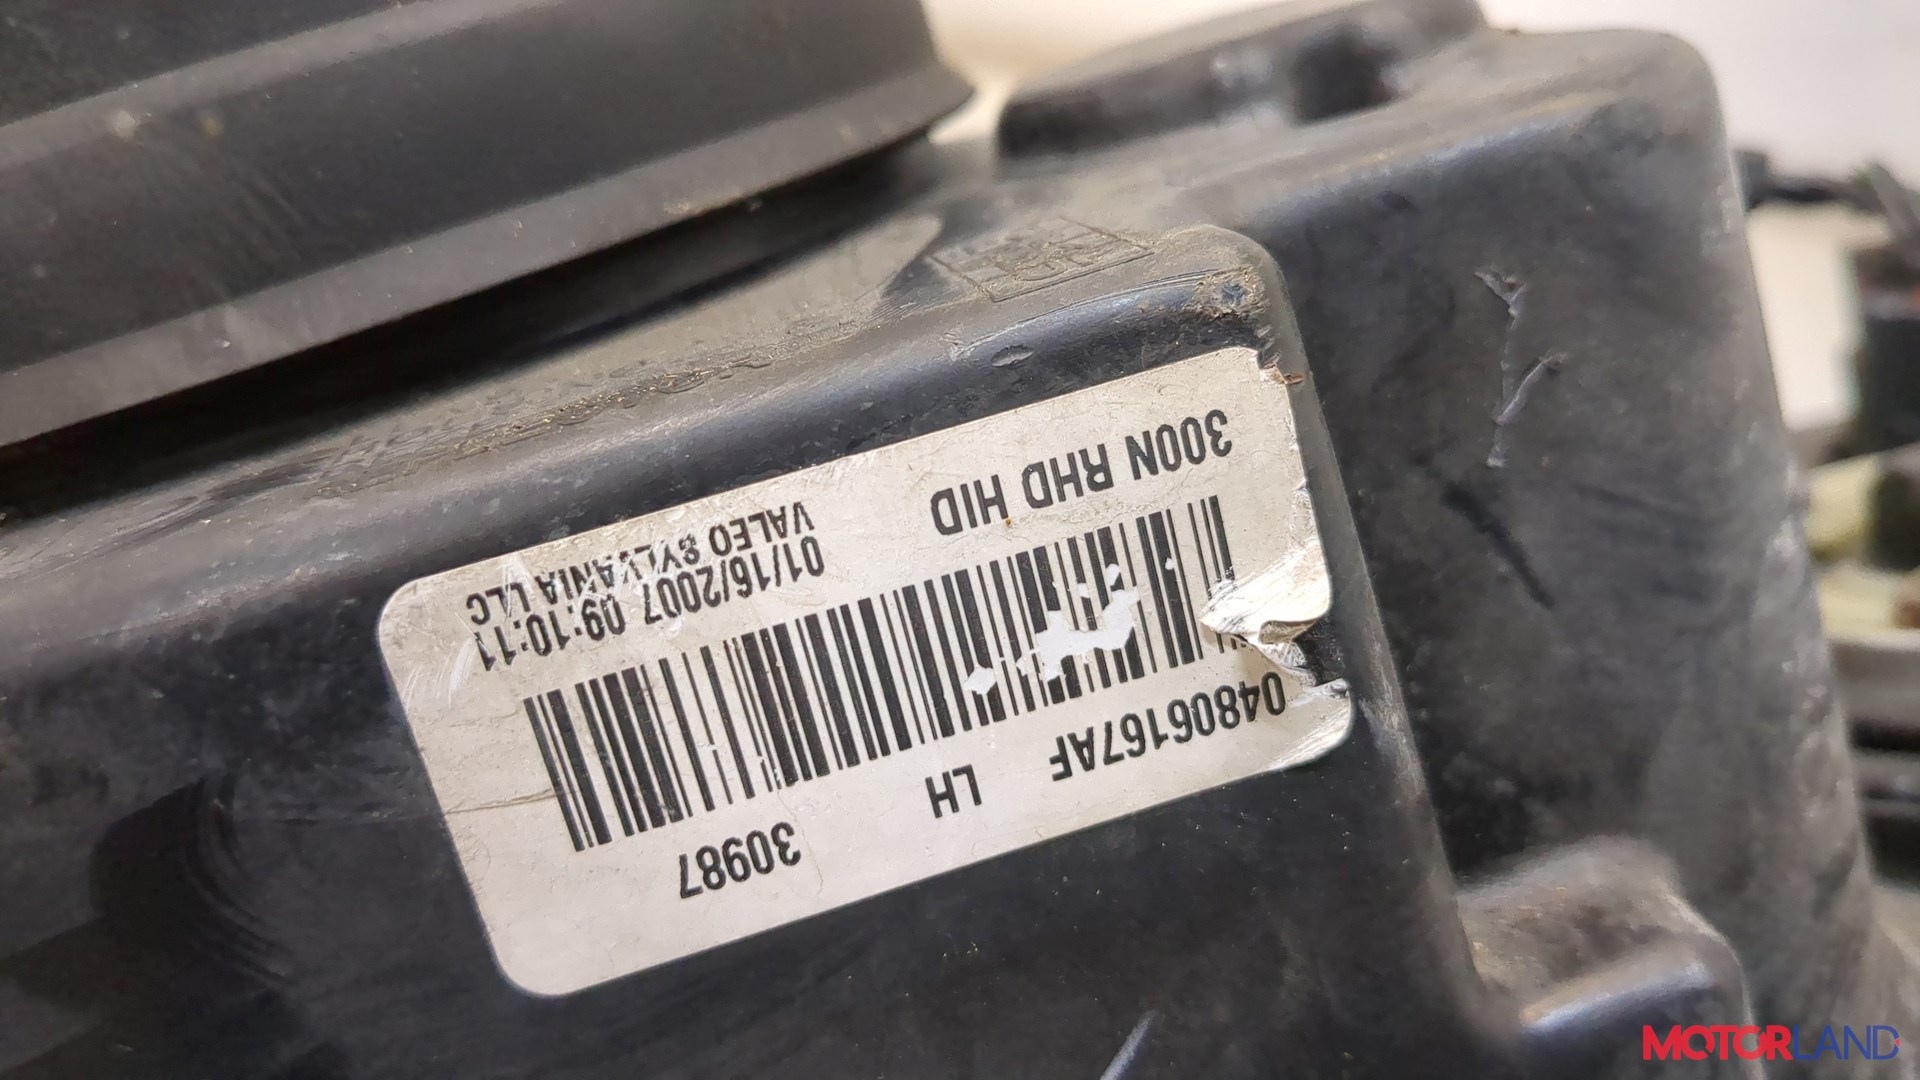 04806167AF LH 30987
300N RHD HID
01/16/2007 09:10:11
VALEO SYLVANIA LLC
MOTORLAND